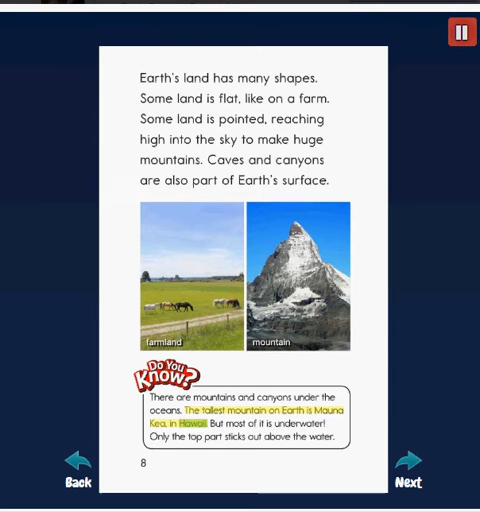 Earth's land has many shapes.
Some land is flat, like on a farm.
Some land is pointed, reaching
high into the sky to make huge
mountains. Caves and canyons
are also part of Earth's surface.
farmland
mountain
Do You
Know?
There are mountains and canyons under the
oceans. The tallest mountain on Earth is Mauna
Kea, in Hawaii. But most of it is underwater!
Only the top part sticks out above the water.
8
Back
Next